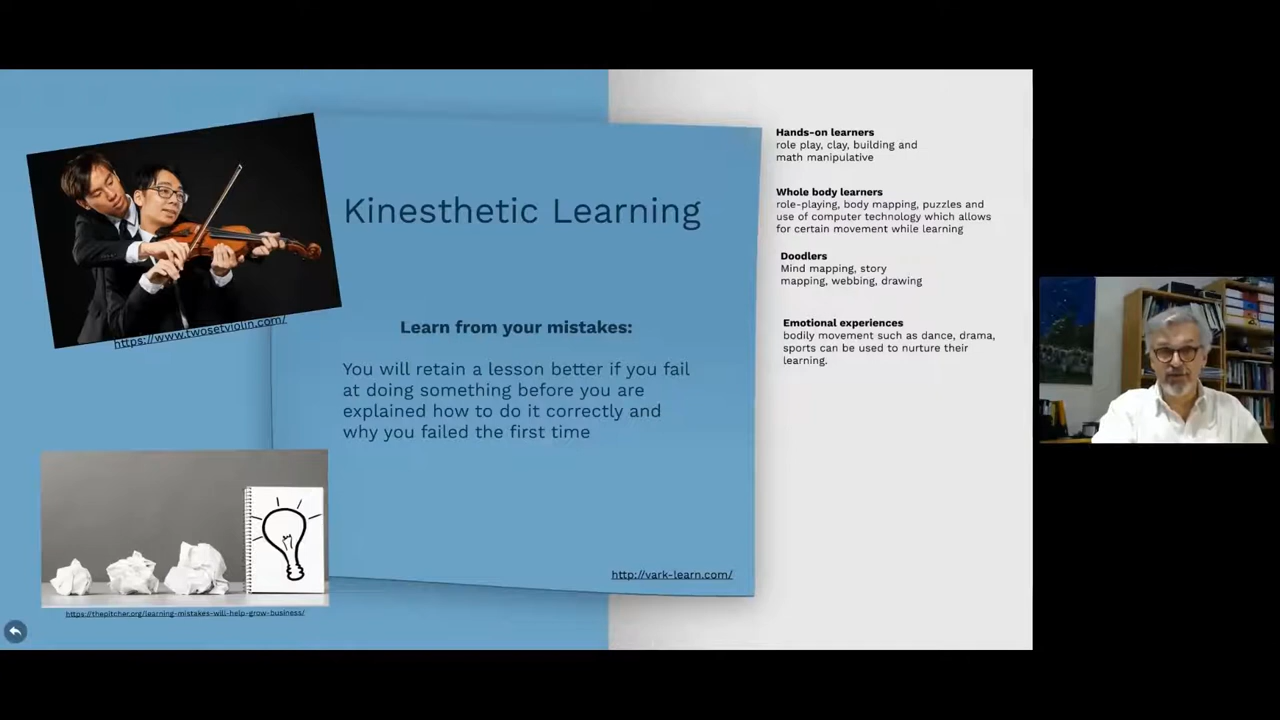 Kinesthetic Learning
https://www.twosetviolin.com/
Learn from your mistakes:
You will retain a lesson better if you fail
at doing something before you are
explained how to do it correctly and
why you failed the first time
http://vark-learn.com/
https://thepitcher.org/learning-mistakes-will-help-grow-business/
Hands-on learners
role play, clay, building and
math manipulative
Whole body learners
role-playing, body mapping, puzzles and
use of computer technology which allows
for certain movement while learning
Doodlers
Mind mapping, story
mapping, webbing, drawing
Emotional experiences
bodily movement such as dance, drama,
sports can be used to nurture their
learning.